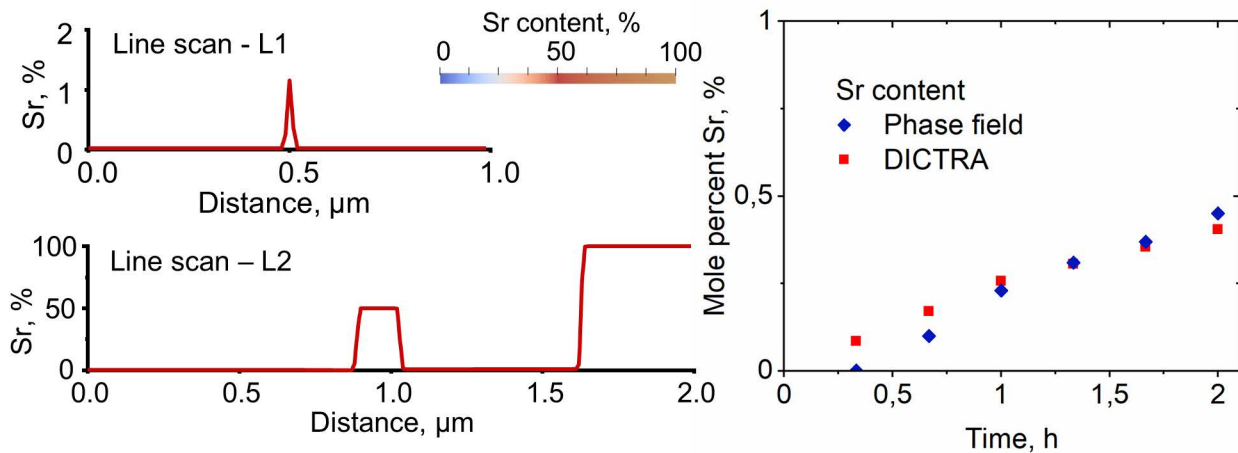 Line scan - L1
Sr content, %
0 50 100
2
1
0
Sr, %
0.0 0.5 1.0
Distance, µm
Line scan – L2
100
50
0
Sr, %
0.0 0.5 1.0 1.5 2.0
Distance, µm
1
0,5
0
Mole percent Sr, %
Sr content
Phase field
DICTRA
0 0,5 1 1,5 2
Time, h